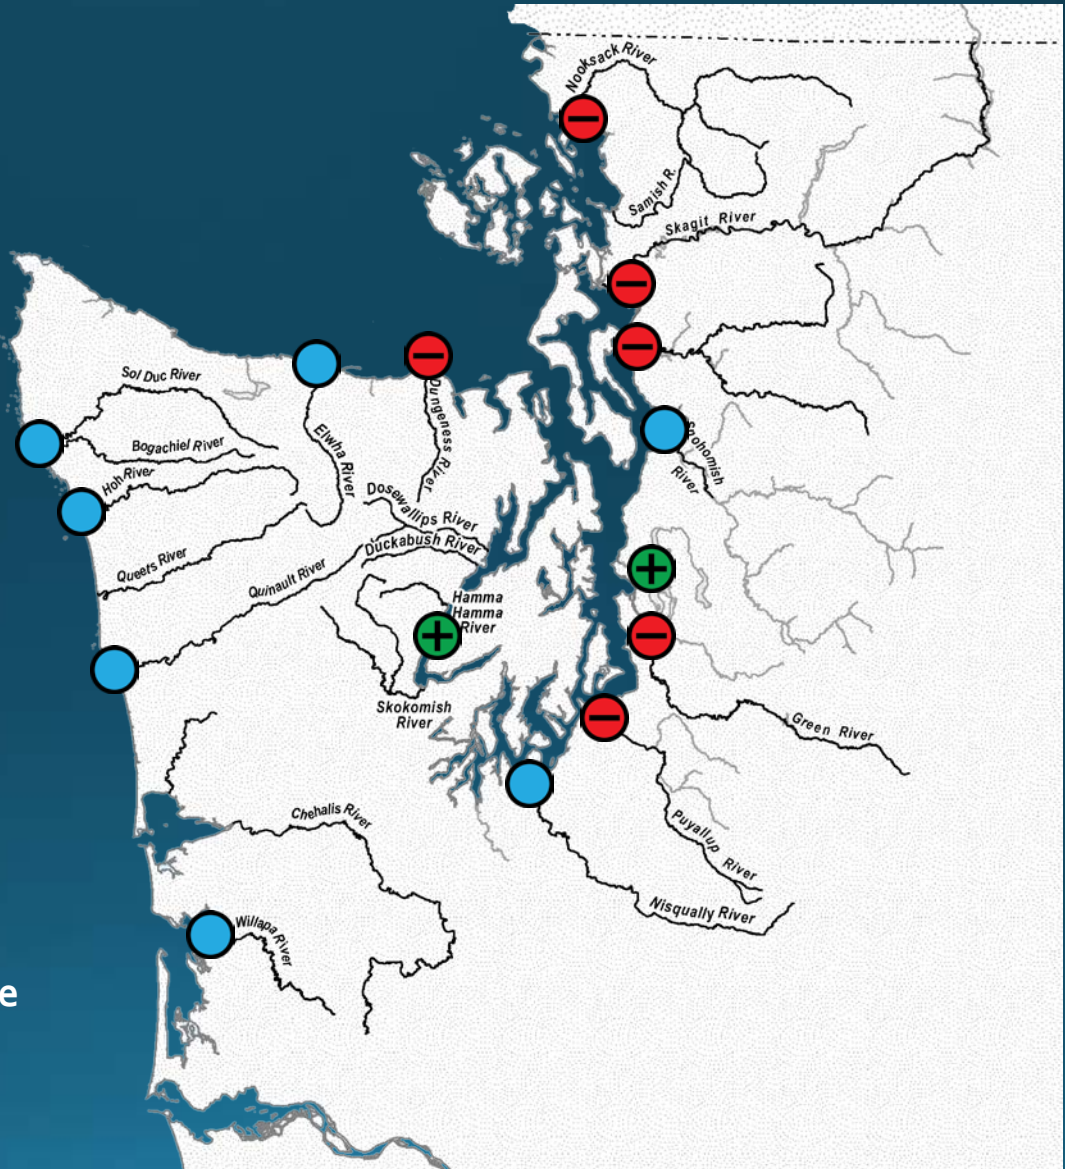 Nooksack River
Samish R.
Skagit River
Sol Duc River
Bogachiel River
Hoh River
Elwha River
Dungeness River
Snohomish
River
Dosewallips River
Duckabush River
Queets River
Quinault River
Hamma
Hamma
River
Skokomish
River
Green River
Puyallup River
Chehalis River
Nisqually River
Willapa River
e